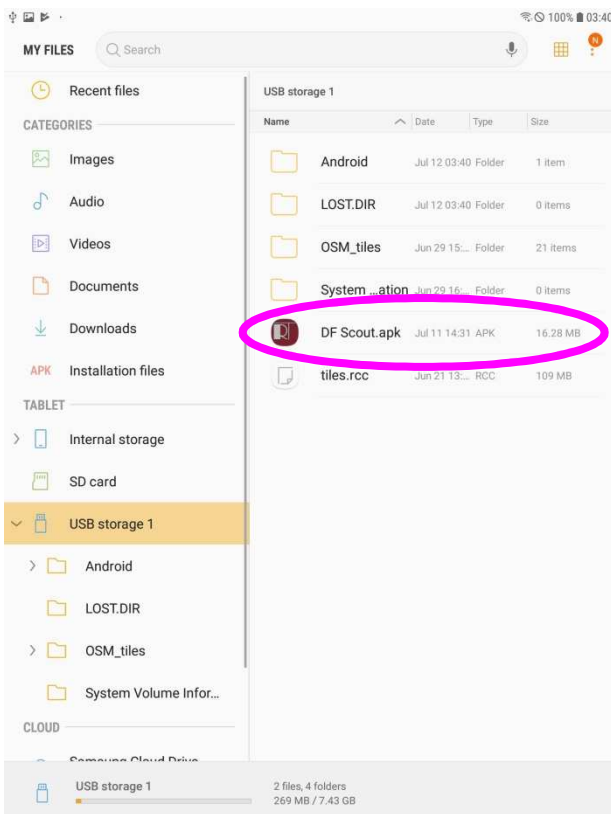 100% 03:40
MY FILES Search N
Recent files
CATEGORIES
Images
Audio
Videos
Documents
Downloads
APK Installation files
TABLET
Internal storage
SD card
USB storage 1
Android
LOST.DIR
OSM_tiles
System Volume Infor...
CLOUD
Samsung Cloud Drive
USB storage 1
Name Date Type Size
Android Jul 12 03:40 Folder 1 item
LOST.DIR Jul 12 03:40 Folder 0 items
OSM_tiles Jun 29 15:... Folder 21 items
System ...ation Jun 29 16:... Folder 0 items
DF Scout.apk Jul 11 14:31 APK 16.28 MB
tiles.rcc Jun 21 13:... RCC 109 MB
USB storage 1
2 files, 4 folders
269 MB / 7.43 GB